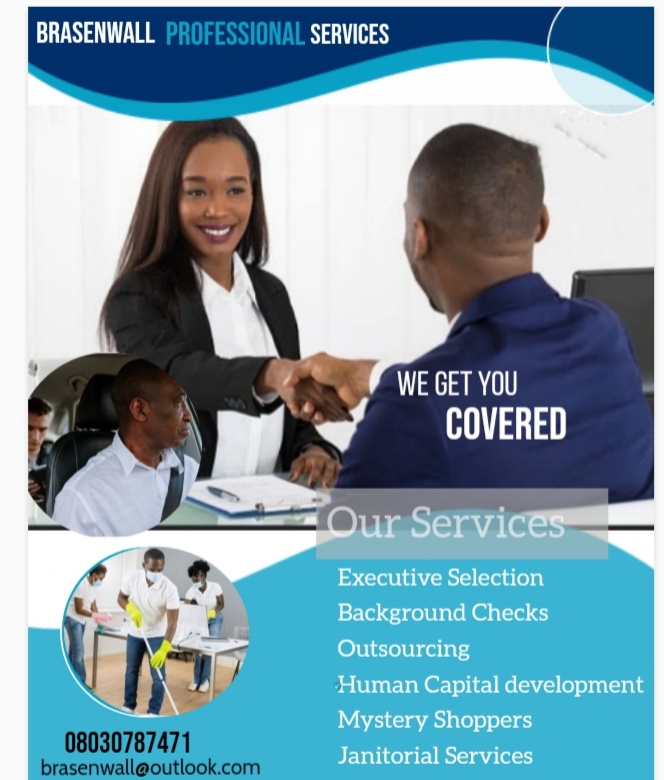 BRASENWALL PROFESSIONAL SERVICES
WE GET YOU
COVERED
Our Services
Executive Selection
Background Checks
Outsourcing
Human Capital development
Mystery Shoppers
Janitorial Services
08030787471
brasenwall@outlook.com